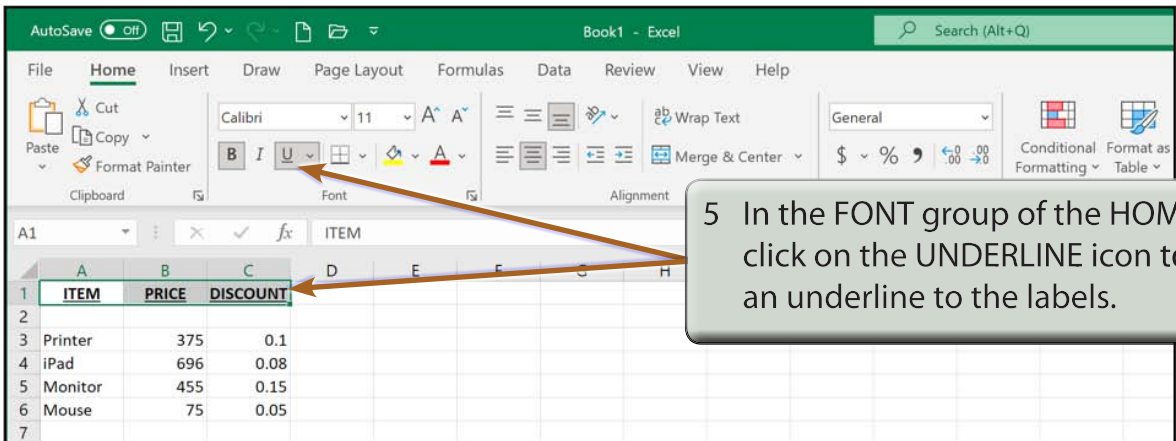 AutoSave Off Book1 - Excel Search (Alt+Q)
File Home Insert Draw Page Layout Formulas Data Review View Help
Cut
Copy
Format Painter
Paste
Clipboard
Calibri 11 A^ A˅
B I U A
Font
ab Wrap Text
Merge & Center
Alignment
General
$ % 9 .00
Conditional Formatting
Format as Table
A1 fx ITEM
A B C D E F G H
1 ITEM PRICE DISCOUNT
2
3 Printer 375 0.1
4 iPad 696 0.08
5 Monitor 455 0.15
6 Mouse 75 0.05
7
5 In the FONT group of the HOM
click on the UNDERLINE icon to
an underline to the labels.